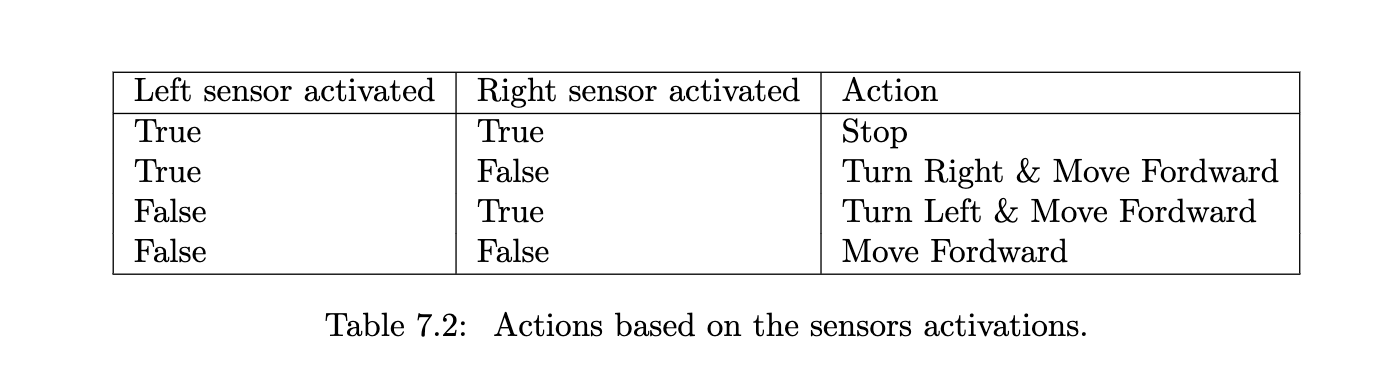 Left sensor activated Right sensor activated Action
True True Stop
True False Turn Right & Move Fordward
False True Turn Left & Move Fordward
False False Move Fordward
Table 7.2: Actions based on the sensors activations.